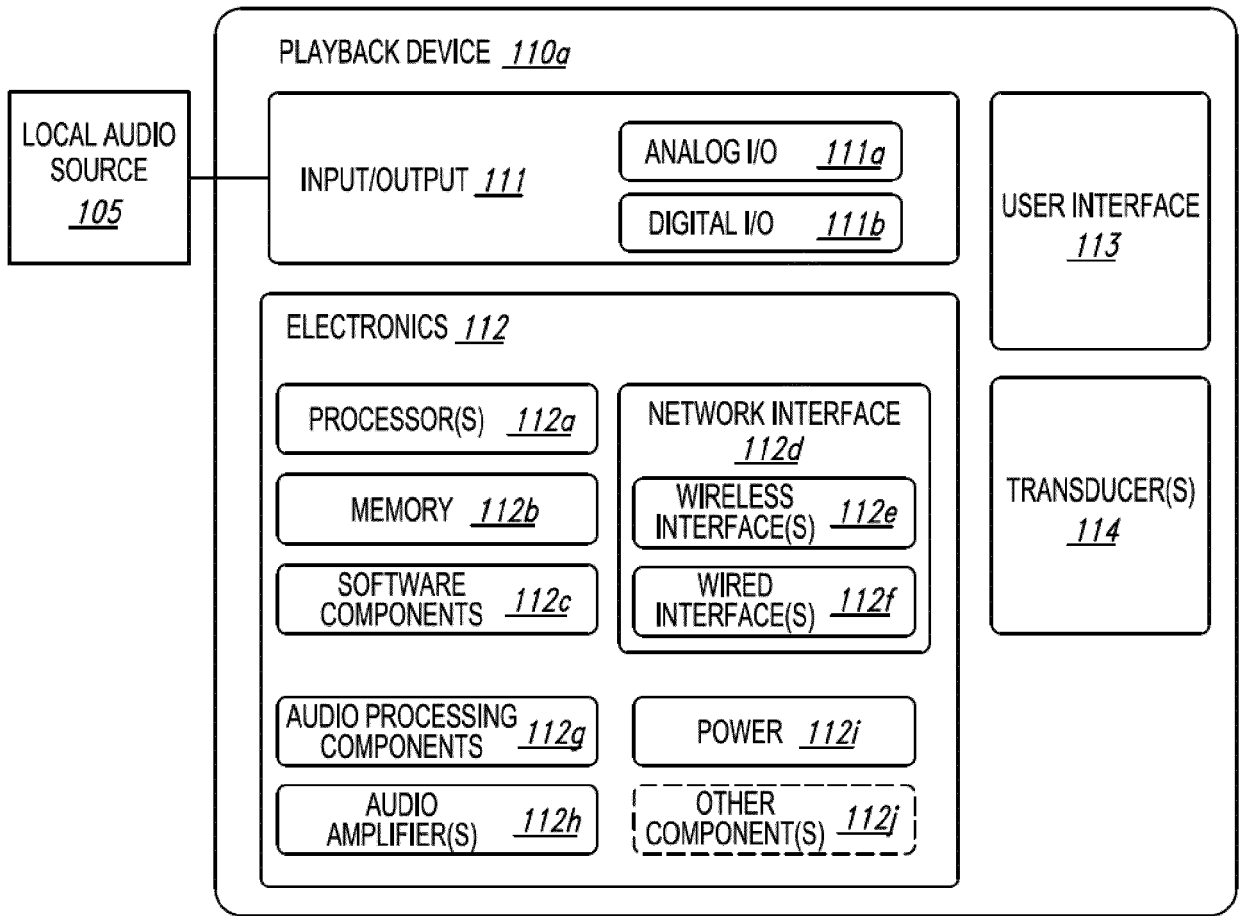 PLAYBACK DEVICE 110a
LOCAL AUDIO
SOURCE
105
INPUT/OUTPUT 111
ANALOG I/O 111a
DIGITAL I/O 111b
USER INTERFACE
113
ELECTRONICS 112
PROCESSOR(S) 112a
MEMORY 112b
SOFTWARE
COMPONENTS 112c
NETWORK INTERFACE
112d
WIRELESS
INTERFACE(S) 112e
WIRED
INTERFACE(S) 112f
TRANSDUCER(S)
114
AUDIO PROCESSING
COMPONENTS 112g
POWER 112i
AUDIO
AMPLIFIER(S) 112h
OTHER
COMPONENT(S) 112j